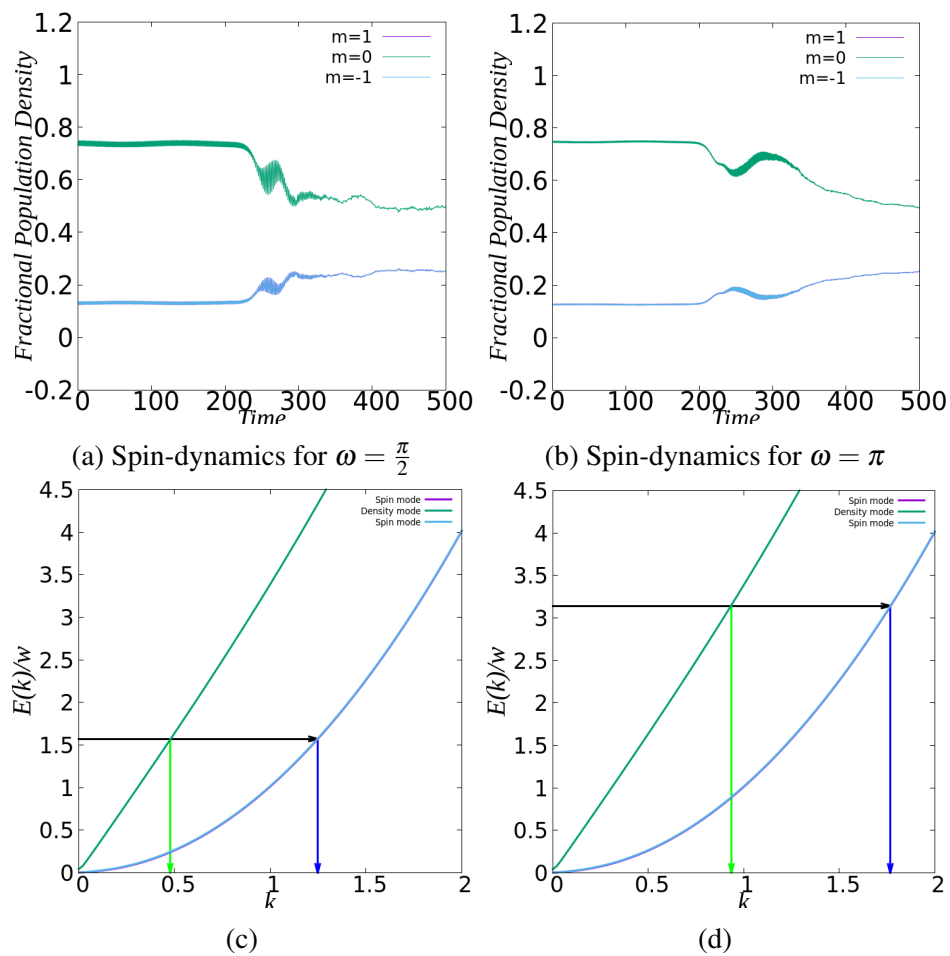 1.2
1
0.8
0.6
0.4
0.2
0
-0.2
Fractional Population Density
m=1
m=0
m=-1
0 100 200 300 400 500
Time
(a) Spin-dynamics for ω = π/2
1.2
1
0.8
0.6
0.4
0.2
0
-0.2
Fractional Population Density
m=1
m=0
m=-1
0 100 200 300 400 500
Time
(b) Spin-dynamics for ω = π
4.5
4
3.5
3
2.5
2
1.5
1
0.5
0
E(k)/w
Spin mode
Density mode
Spin mode
0 0.5 1 1.5 2
k
(c)
4.5
4
3.5
3
2.5
2
1.5
1
0.5
0
E(k)/w
Spin mode
Density mode
Spin mode
0 0.5 1 1.5 2
k
(d)